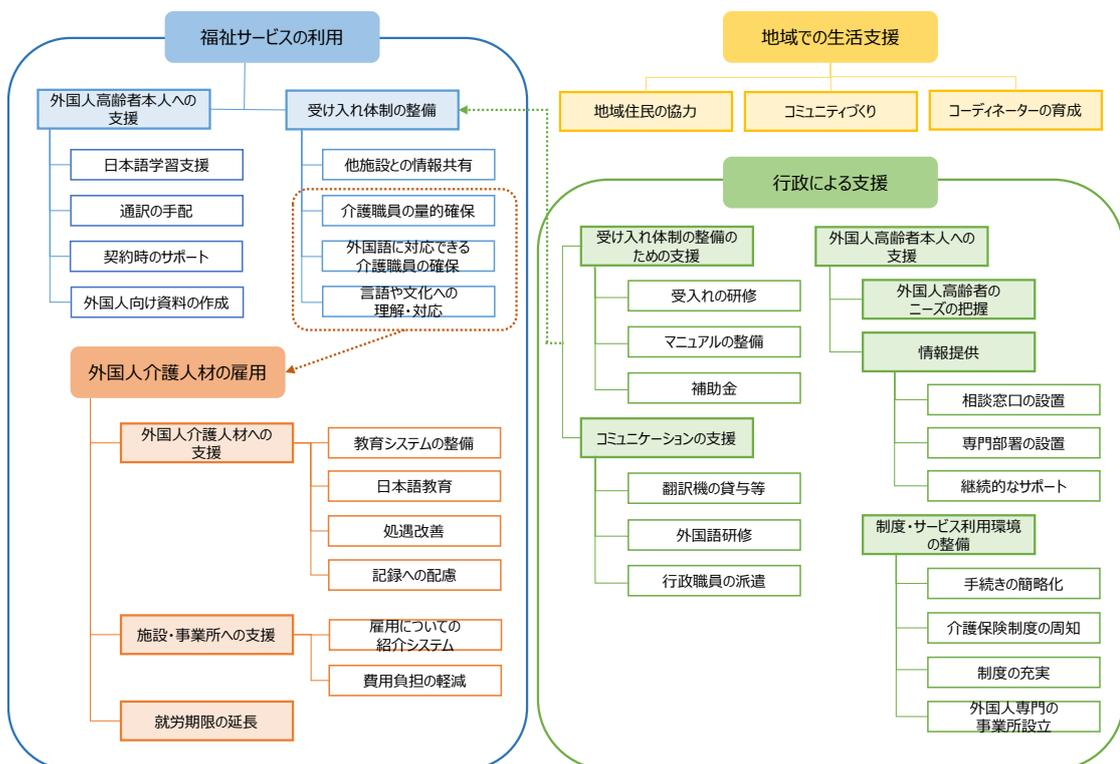 福祉サービスの利用
外国人高齢者本人への
支援
日本語学習支援
通訳の手配
契約時のサポート
外国人向け資料の作成
受け入れ体制の整備
他施設との情報共有
介護職員の量的確保
外国語に対応できる
介護職員の確保
言語や文化への
理解・対応
外国人介護人材の雇用
外国人介護人材への
支援
教育システムの整備
日本語教育
処遇改善
記録への配慮
施設・事業所への支援
雇用についての
紹介システム
費用負担の軽減
就労期限の延長
地域での生活支援
地域住民の協力
コミュニティづくり
コーディネーターの育成
行政による支援
受け入れ体制の整備の
ための支援
受入れの研修
マニュアルの整備
補助金
コミュニケーションの支援
翻訳機の貸与等
外国語研修
行政職員の派遣
外国人高齢者本人への
支援
外国人高齢者の
ニーズの把握
情報提供
相談窓口の設置
専門部署の設置
継続的なサポート
制度・サービス利用環境
の整備
手続きの簡略化
介護保険制度の周知
制度の充実
外国人専門の
事業所設立